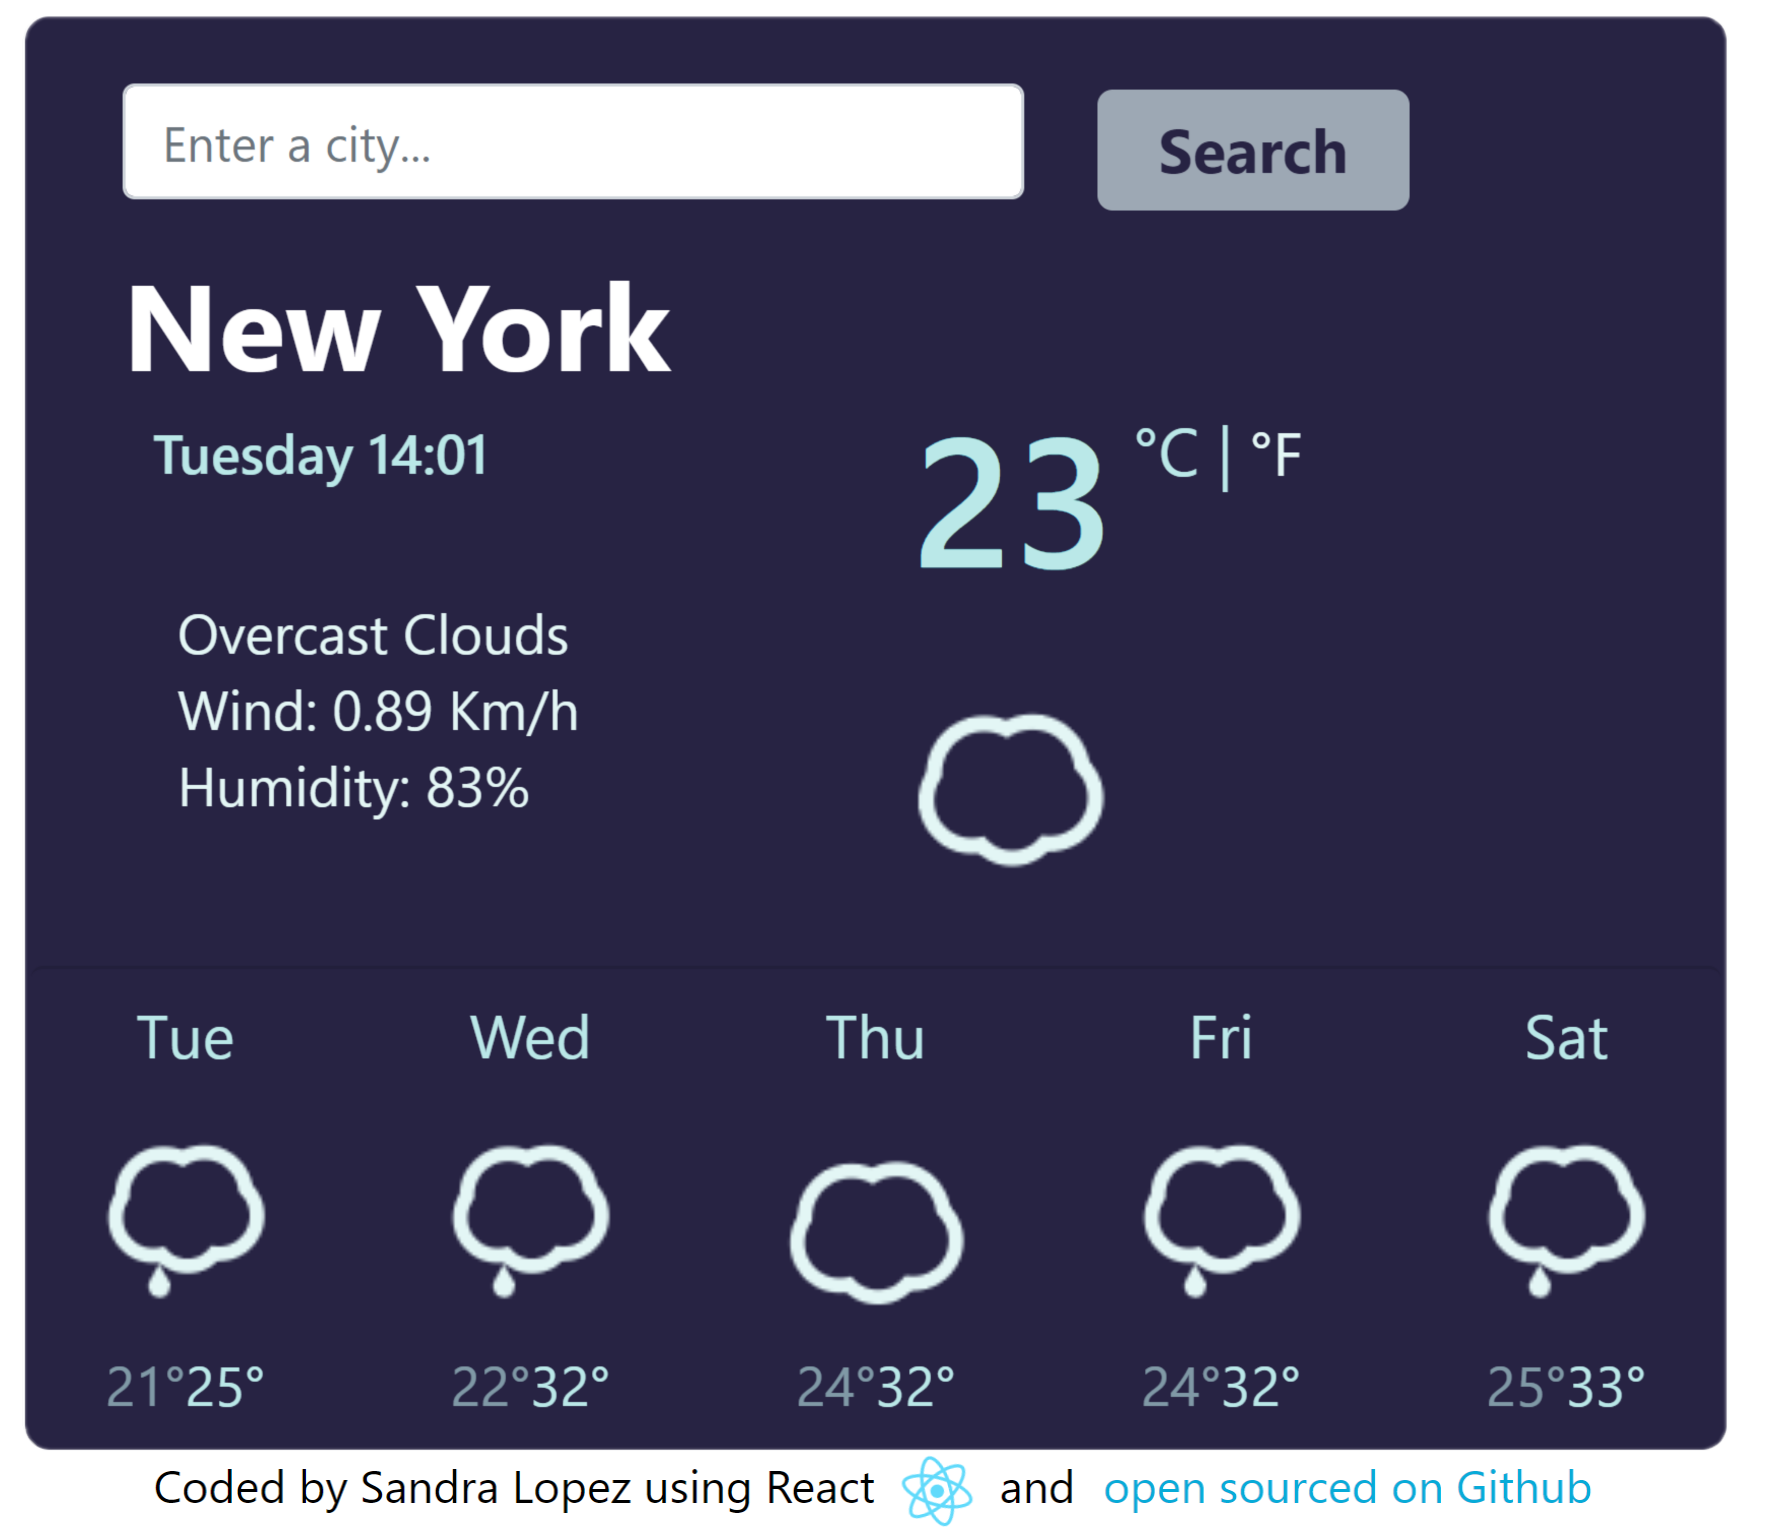 Enter a city...
Search
New York
Tuesday 14:01
23 °C | °F
Overcast Clouds
Wind: 0.89 Km/h
Humidity: 83%
Tue Wed Thu Fri Sat
21°25° 22°32° 24°32° 24°32° 25°33°
Coded by Sandra Lopez using React and open sourced on Github